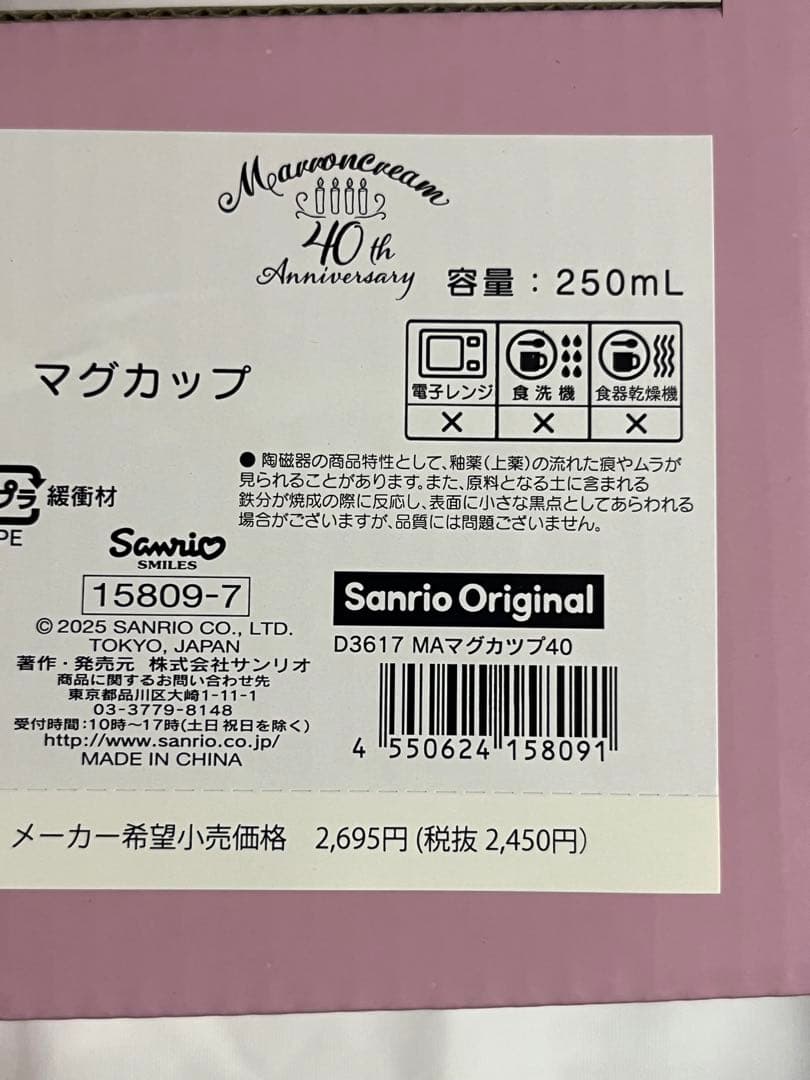 Marroncream
40th
Anniversary
容量：250mL
マグカップ
電子レンジ 食洗機 食器乾燥機
× × ×
●陶磁器の商品特性として、釉薬(上薬)の流れた痕やムラが
見られることがあります。また、原料となる土に含まれる
鉄分が焼成の際に反応し、表面に小さな黒点としてあらわれる
場合がございますが、品質には問題ございません。
プラ 緩衝材
PE
Sanrio
SMILES
15809-7
©2025 SANRIO CO., LTD.
TOKYO, JAPAN
著作・発売元 株式会社サンリオ
商品に関するお問い合わせ先
東京都品川区大崎1-11-1
03-3779-8148
受付時間:10時～17時(土日祝日を除く)
http://www.sanrio.co.jp/
MADE IN CHINA
Sanrio Original
D3617 MAマグカツプ40
4 550624 158091
メーカー希望小売価格 2,695円 (税抜 2,450円)